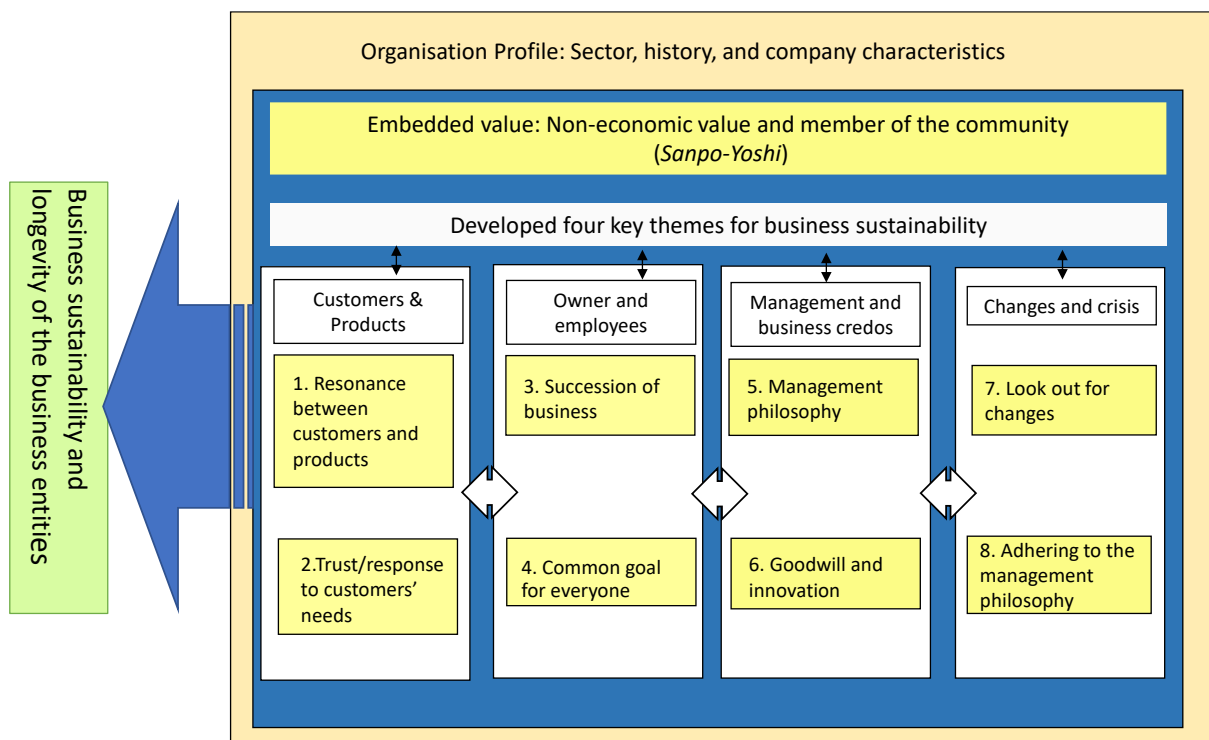 Organisation Profile: Sector, history, and company characteristics
Embedded value: Non-economic value and member of the community
(Sanpo-Yoshi)
Developed four key themes for business sustainability
Business sustainability and
longevity of the business entities
Customers &
Products
1. Resonance
between
customers and
products
2.Trust/response
to customers’
needs
Owner and
employees
3. Succession of
business
4. Common goal
for everyone
Management and
business credos
5. Management
philosophy
6. Goodwill and
innovation
Changes and crisis
7. Look out for
changes
8. Adhering to the
management
philosophy